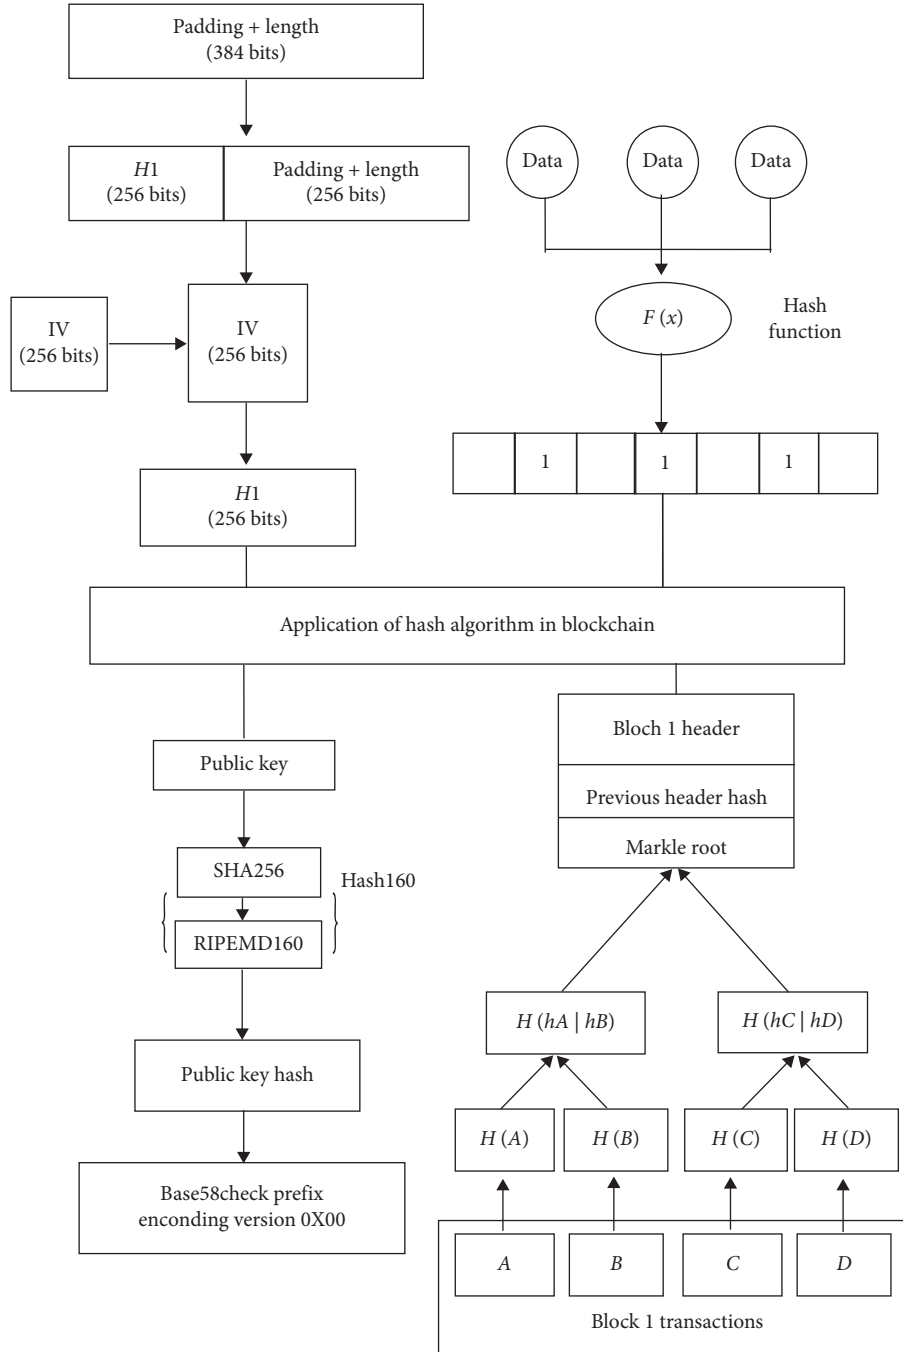 Padding + length
(384 bits)
H1
(256 bits)
Padding + length
(256 bits)
IV
(256 bits)
IV
(256 bits)
H1
(256 bits)
Data
Data
Data
F (x)
Hash
function
1
1
1
Application of hash algorithm in blockchain
Public key
SHA256
Hash160
RIPEMD160
Public key hash
Base58check prefix
enconding version 0X00
Bloch 1 header
Previous header hash
Markle root
H (hA | hB)
H (hC | hD)
H (A)
H (B)
H (C)
H (D)
A
B
C
D
Block 1 transactions